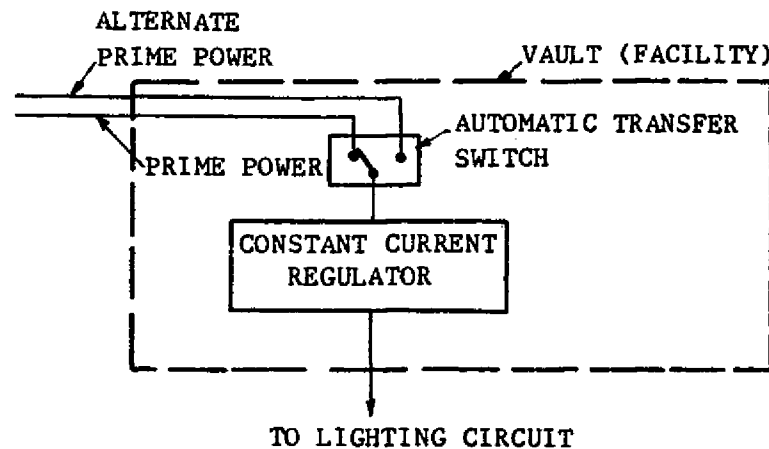 ALTERNATE
PRIME POWER
VAULT (FACILITY)
AUTOMATIC TRANSFER
SWITCH
PRIME POWER
CONSTANT CURRENT
REGULATOR
TO LIGHTING CIRCUIT